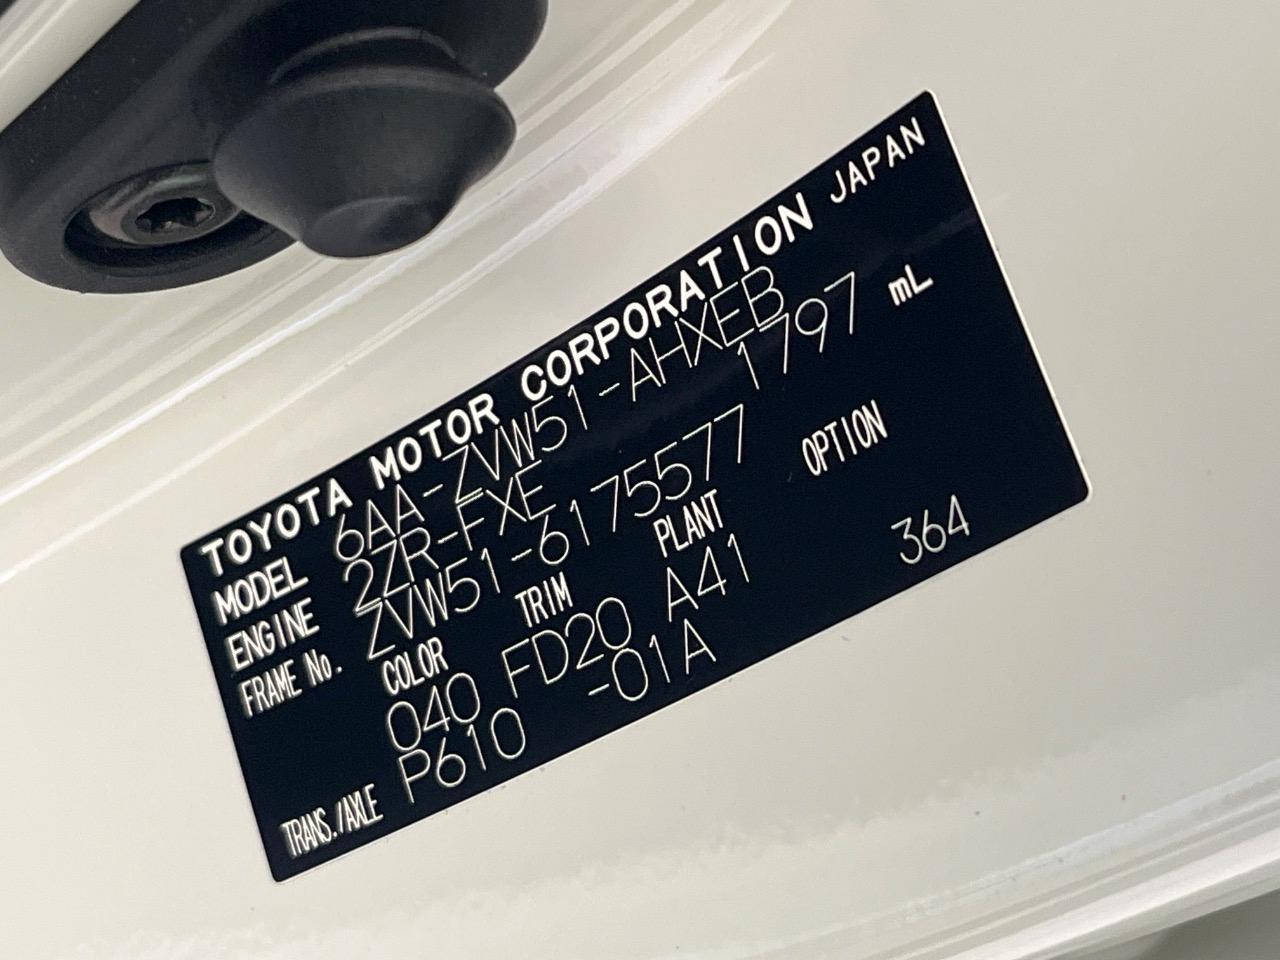 TOYOTA MOTOR CORPORATION JAPAN
MODEL 6AA-ZVW51-AHXEB
ENGINE 2ZR-FXE 1797 mL
FRAME No. ZVW51-6175577
COLOR TRIM PLANT OPTION
040 FD20 A41 364
TRANS./AXLE P610 -01A